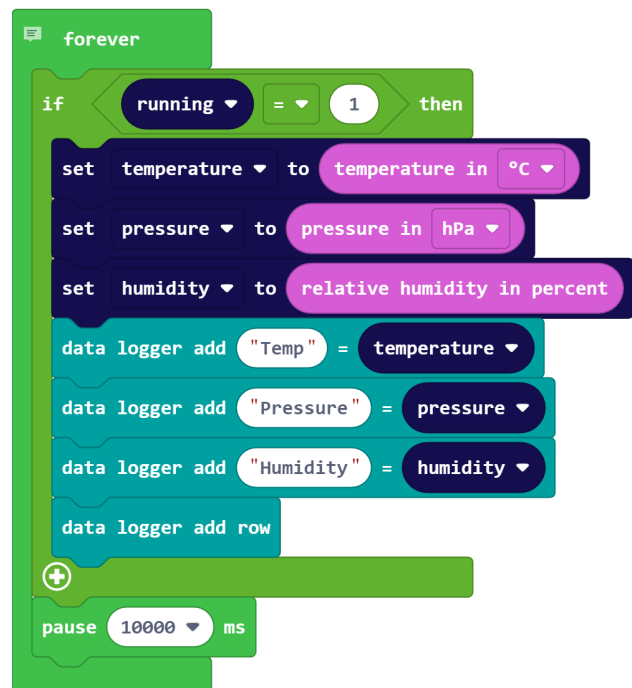 forever
if running = 1 then
set temperature to temperature in °C
set pressure to pressure in hPa
set humidity to relative humidity in percent
data logger add "Temp" = temperature
data logger add "Pressure" = pressure
data logger add "Humidity" = humidity
data logger add row
pause 10000 ms